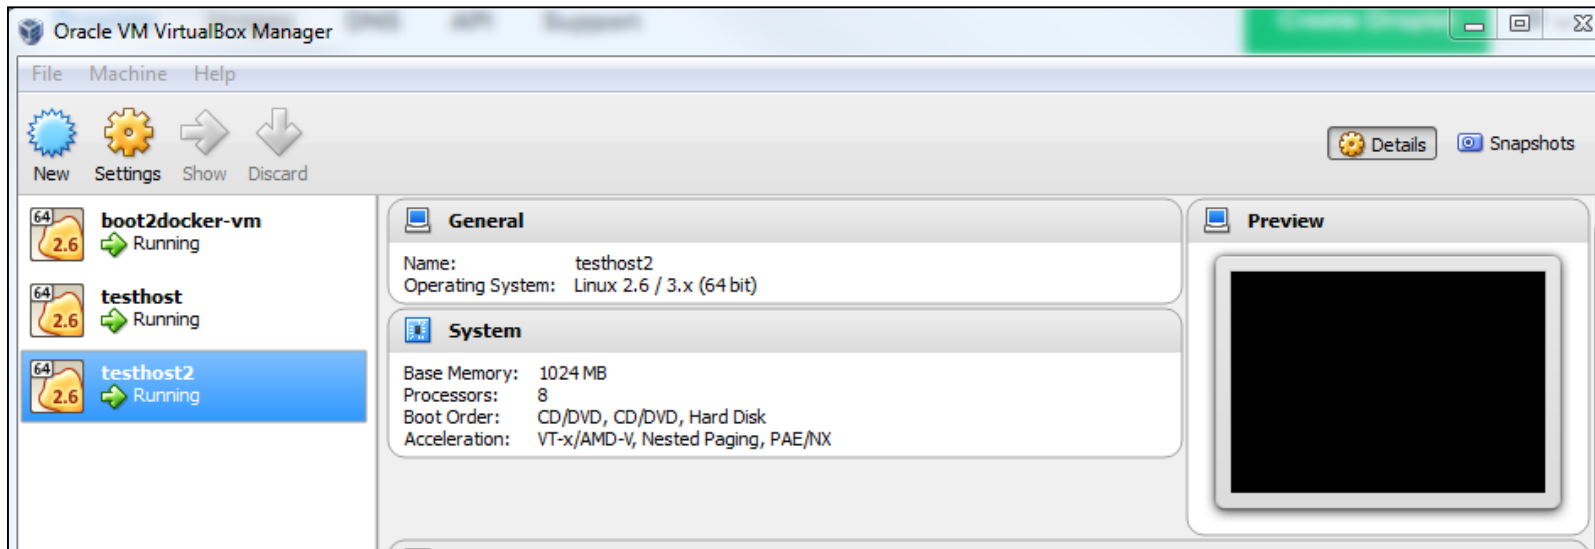 DNS API Support
Oracle VM VirtualBox Manager
File Machine Help
New Settings Show Discard
Details Snapshots
64 2.6 boot2docker-vm
Running
64 2.6 testhost
Running
64 2.6 testhost2
Running
General
Name: testhost2
Operating System: Linux 2.6 / 3.x (64 bit)
System
Base Memory: 1024 MB
Processors: 8
Boot Order: CD/DVD, CD/DVD, Hard Disk
Acceleration: VT-x/AMD-V, Nested Paging, PAE/NX
Preview